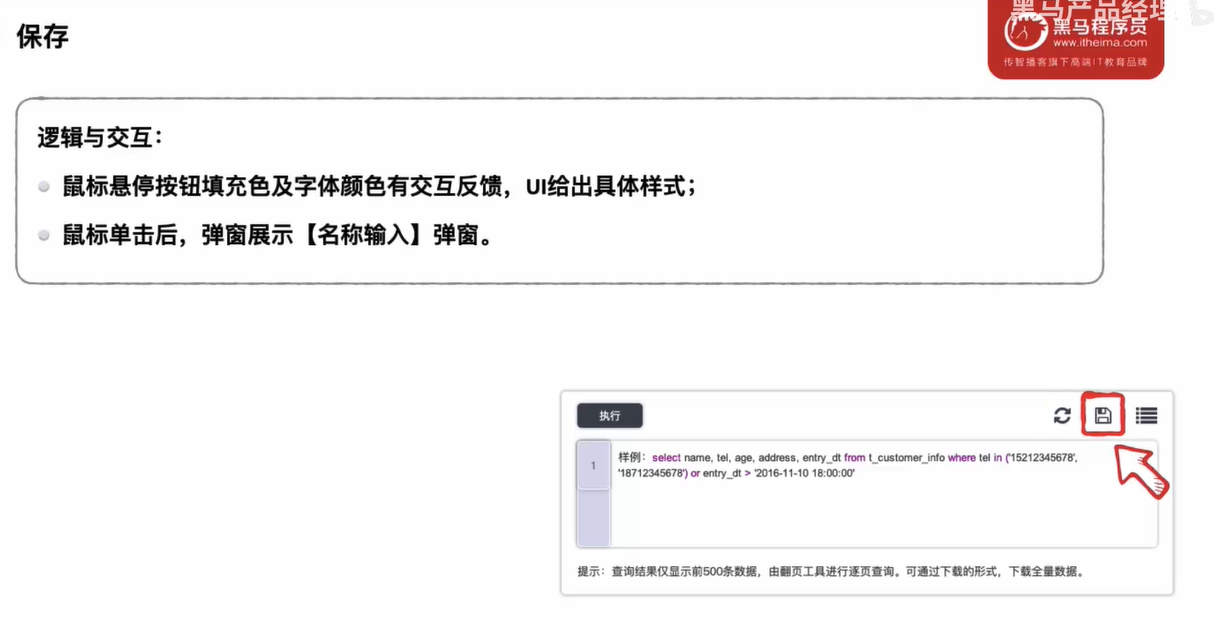 保存
黑马产品经理
黑马程序员
www.itheima.com
传智播客旗下高端IT教育品牌
逻辑与交互：
鼠标悬停按钮填充色及字体颜色有交互反馈，UI给出具体样式；
鼠标单击后，弹窗展示【名称输入】弹窗。
执行
1
样例：select name, tel, age, address, entry_dt from t_customer_info where tel in ('15212345678',
'18712345678') or entry_dt > '2016-11-10 18:00:00'
提示：查询结果仅显示前500条数据，由翻页工具进行逐页查询。可通过下载的形式，下载全量数据。